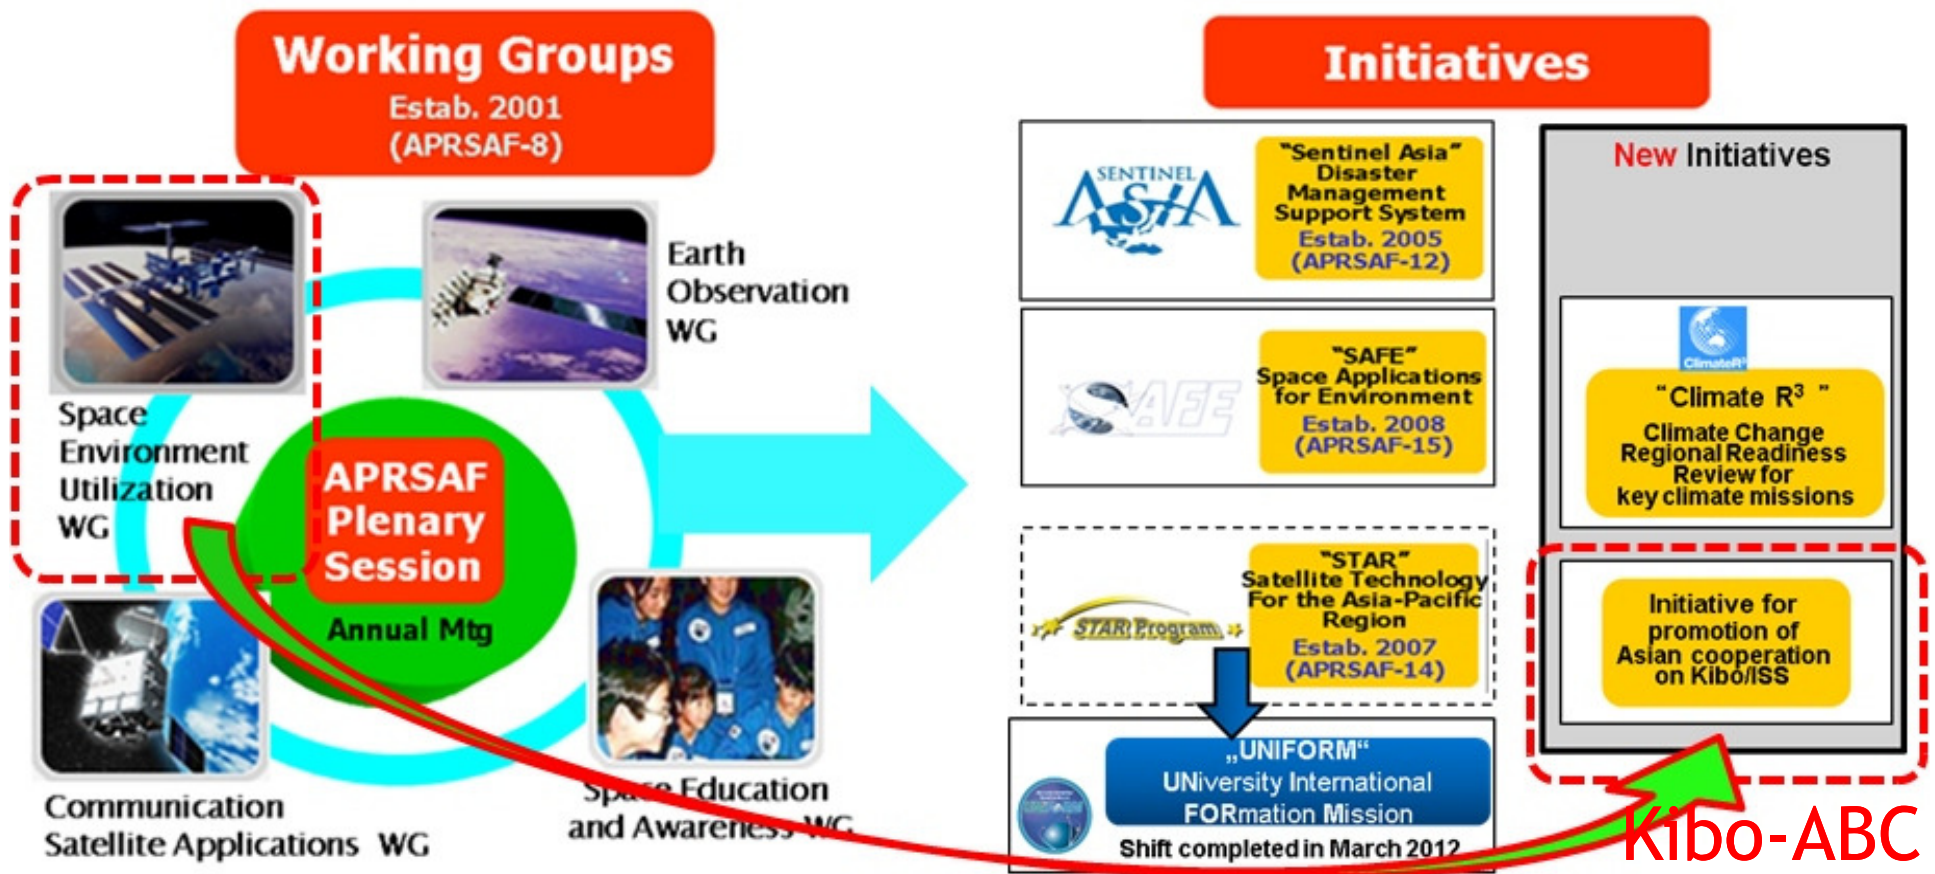 Working Groups
Estab. 2001
(APRSAF-8)
Space
Environment
Utilization
WG
Earth
Observation
WG
APRSAF
Plenary
Session
Annual Mtg
Communication
Satellite Applications WG
Space Education
and Awareness WG
Initiatives
SENTINEL
ASIA
"Sentinel Asia"
Disaster
Management
Support System
Estab. 2005
(APRSAF-12)
SAFE
"SAFE"
Space Applications
for Environment
Estab. 2008
(APRSAF-15)
STAR Program
"STAR"
Satellite Technology
For the Asia-Pacific
Region
Estab. 2007
(APRSAF-14)
„UNIFORM“
UNiversity International
FORmation Mission
Shift completed in March 2012
New Initiatives
ClimateR³
“Climate R³ ”
Climate Change
Regional Readiness
Review for
key climate missions
Initiative for
promotion of
Asian cooperation
on Kibo/ISS
Kibo-ABC